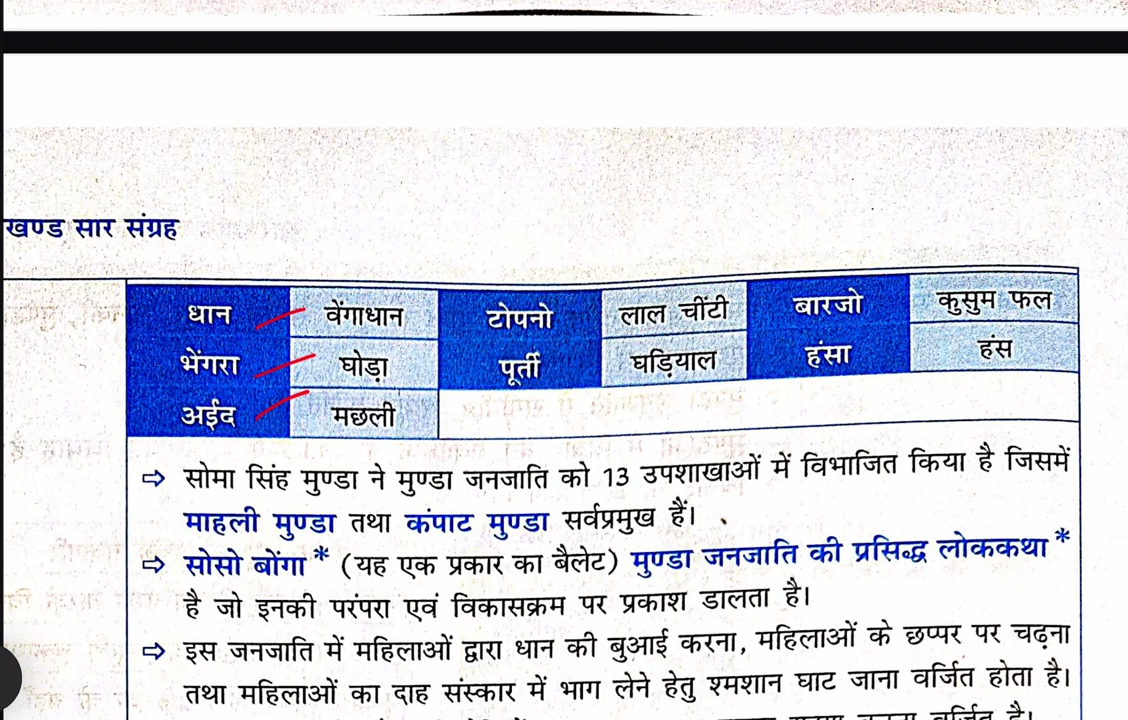 खण्ड सार संग्रह
धान वेंगाधान टोपनो लाल चींटी बारजो कुसुम फल
भेंगरा घोड़ा पूर्ती घड़ियाल हंसा हंस
अईद मछली
⇨ सोमा सिंह मुण्डा ने मुण्डा जनजाति को 13 उपशाखाओं में विभाजित किया है जिसमें
माहली मुण्डा तथा कंपाट मुण्डा सर्वप्रमुख हैं।
⇨ सोसो बोंगा* (यह एक प्रकार का बैलेट) मुण्डा जनजाति की प्रसिद्ध लोककथा*
है जो इनकी परंपरा एवं विकासक्रम पर प्रकाश डालता है।
⇨ इस जनजाति में महिलाओं द्वारा धान की बुआई करना, महिलाओं के छप्पर पर चढ़ना
तथा महिलाओं का दाह संस्कार में भाग लेने हेतु श्मशान घाट जाना वर्जित होता है।
वर्जित है।